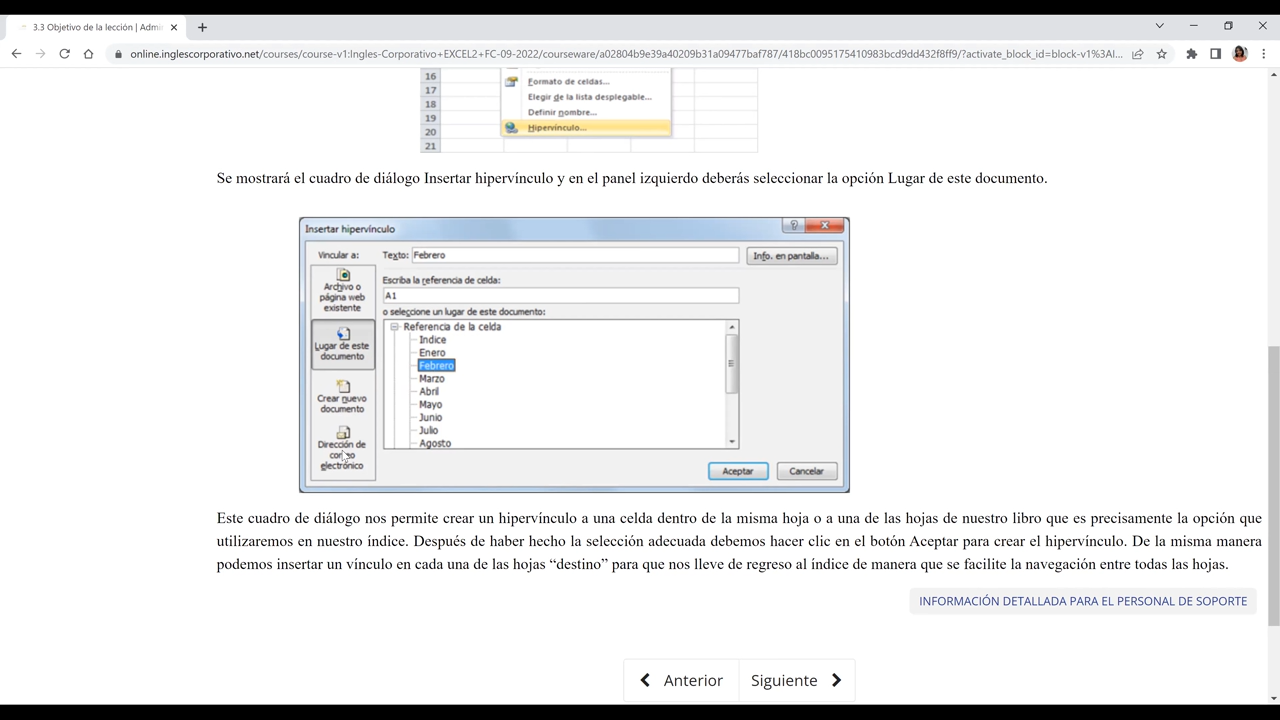 3.3 Objetivo de la lección | Admi
online.inglescorporativo.net/courses/course-v1:Ingles-Corporativo+EXCEL2+FC-09-2022/courseware/a02804b9e39a40209b31a09477baf787/418bc0095175410983bcd9dd432f8ff9/?activate_block_id=block-v1%3Al...
16
Formato de celdas...
17
Elegir de la lista desplegable...
18
Definir nombre...
19
20
Hipervínculo...
21
Se mostrará el cuadro de diálogo Insertar hipervínculo y en el panel izquierdo deberás seleccionar la opción Lugar de este documento.
Insertar hipervínculo
Vincular a:
Texto: Febrero
Info. en pantalla...
Archivo o
página web
existente
Lugar de este
documento
Crear nuevo
documento
Dirección de
correo
electrónico
Escriba la referencia de celda:
A1
o seleccione un lugar de este documento:
Referencia de la celda
Indice
Enero
Febrero
Marzo
Abril
Mayo
Junio
Julio
Agosto
Aceptar
Cancelar
Este cuadro de diálogo nos permite crear un hipervínculo a una celda dentro de la misma hoja o a una de las hojas de nuestro libro que es precisamente la opción que
utilizaremos en nuestro índice. Después de haber hecho la selección adecuada debemos hacer clic en el botón Aceptar para crear el hipervínculo. De la misma manera
podemos insertar un vínculo en cada una de las hojas “destino” para que nos lleve de regreso al índice de manera que se facilite la navegación entre todas las hojas.
INFORMACIÓN DETALLADA PARA EL PERSONAL DE SOPORTE
Anterior
Siguiente